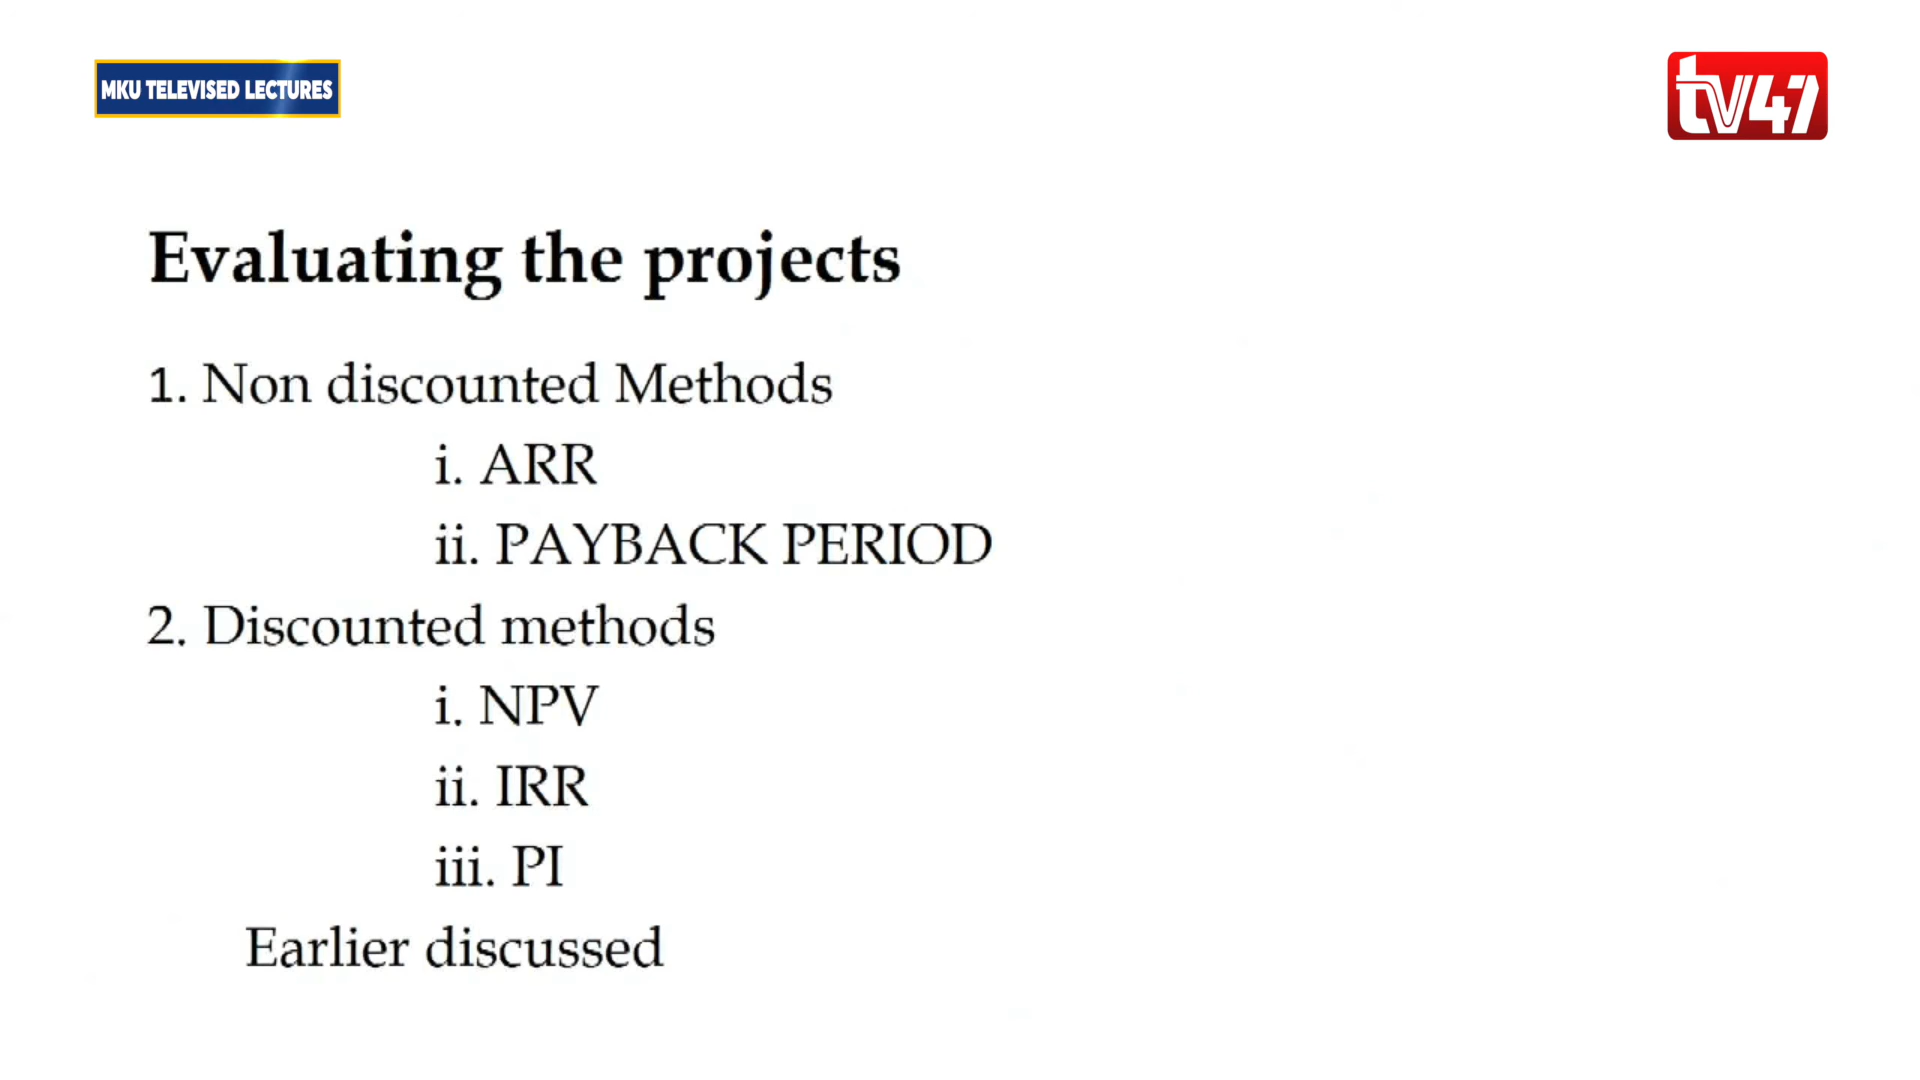 MKU TELEVISED LECTURES
tv47
Evaluating the projects
1. Non discounted Methods
i. ARR
ii. PAYBACK PERIOD
2. Discounted methods
i. NPV
ii. IRR
iii. PI
Earlier discussed